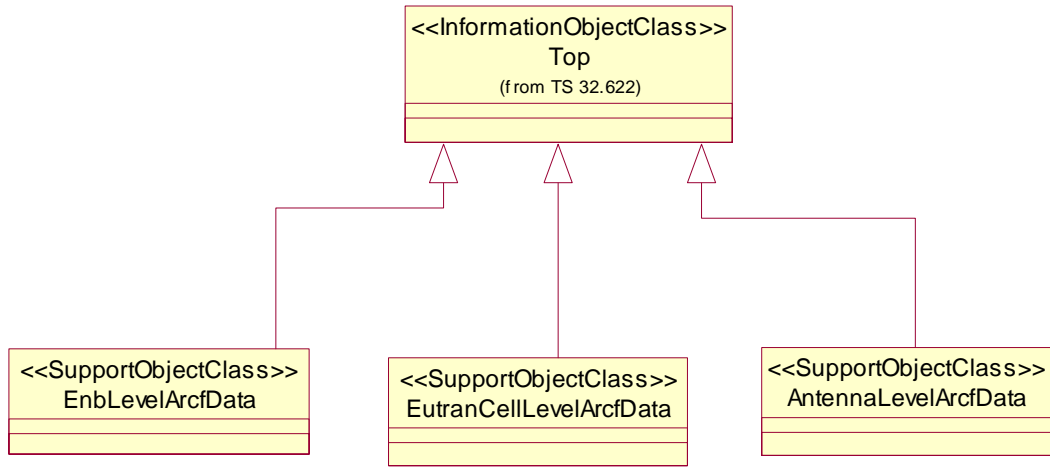 <<InformationObjectClass>>
Top
(from TS 32.622)
<<SupportObjectClass>>
EnbLevelArcfData
<<SupportObjectClass>>
EutranCellLevelArcfData
<<SupportObjectClass>>
AntennaLevelArcfData